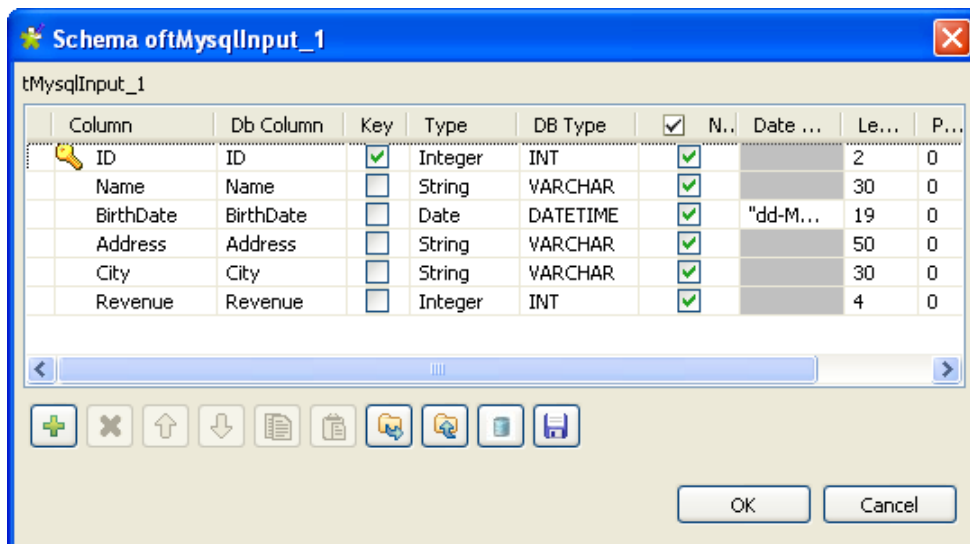 Schema oftMysqlInput_1
tMysqlInput_1
Column Db Column Key Type DB Type N.. Date ... Le... P...
ID ID Integer INT 2 0
Name Name String VARCHAR 30 0
BirthDate BirthDate Date DATETIME "dd-M... 19 0
Address Address String VARCHAR 50 0
City City String VARCHAR 30 0
Revenue Revenue Integer INT 4 0
OK Cancel